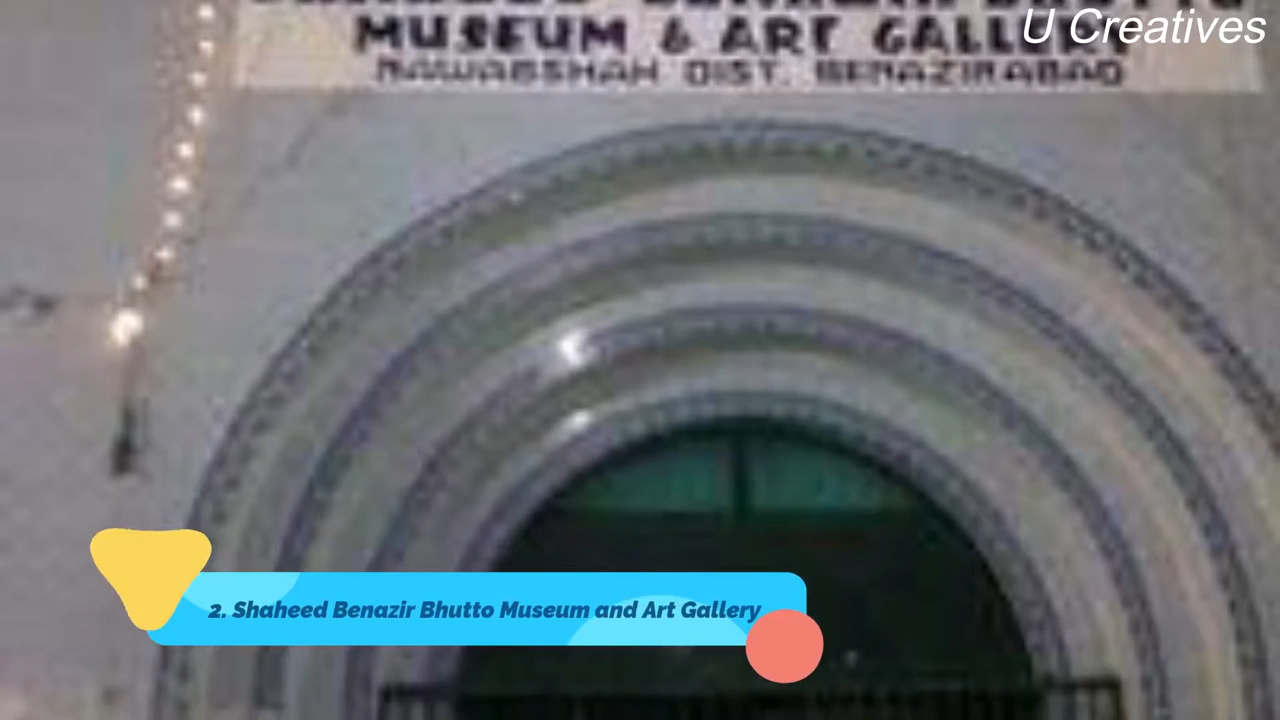 U Creatives
MUSEUM & ART GALLERY
NAWABSHAH DIST. BENAZIRABAD
2. Shaheed Benazir Bhutto Museum and Art Gallery